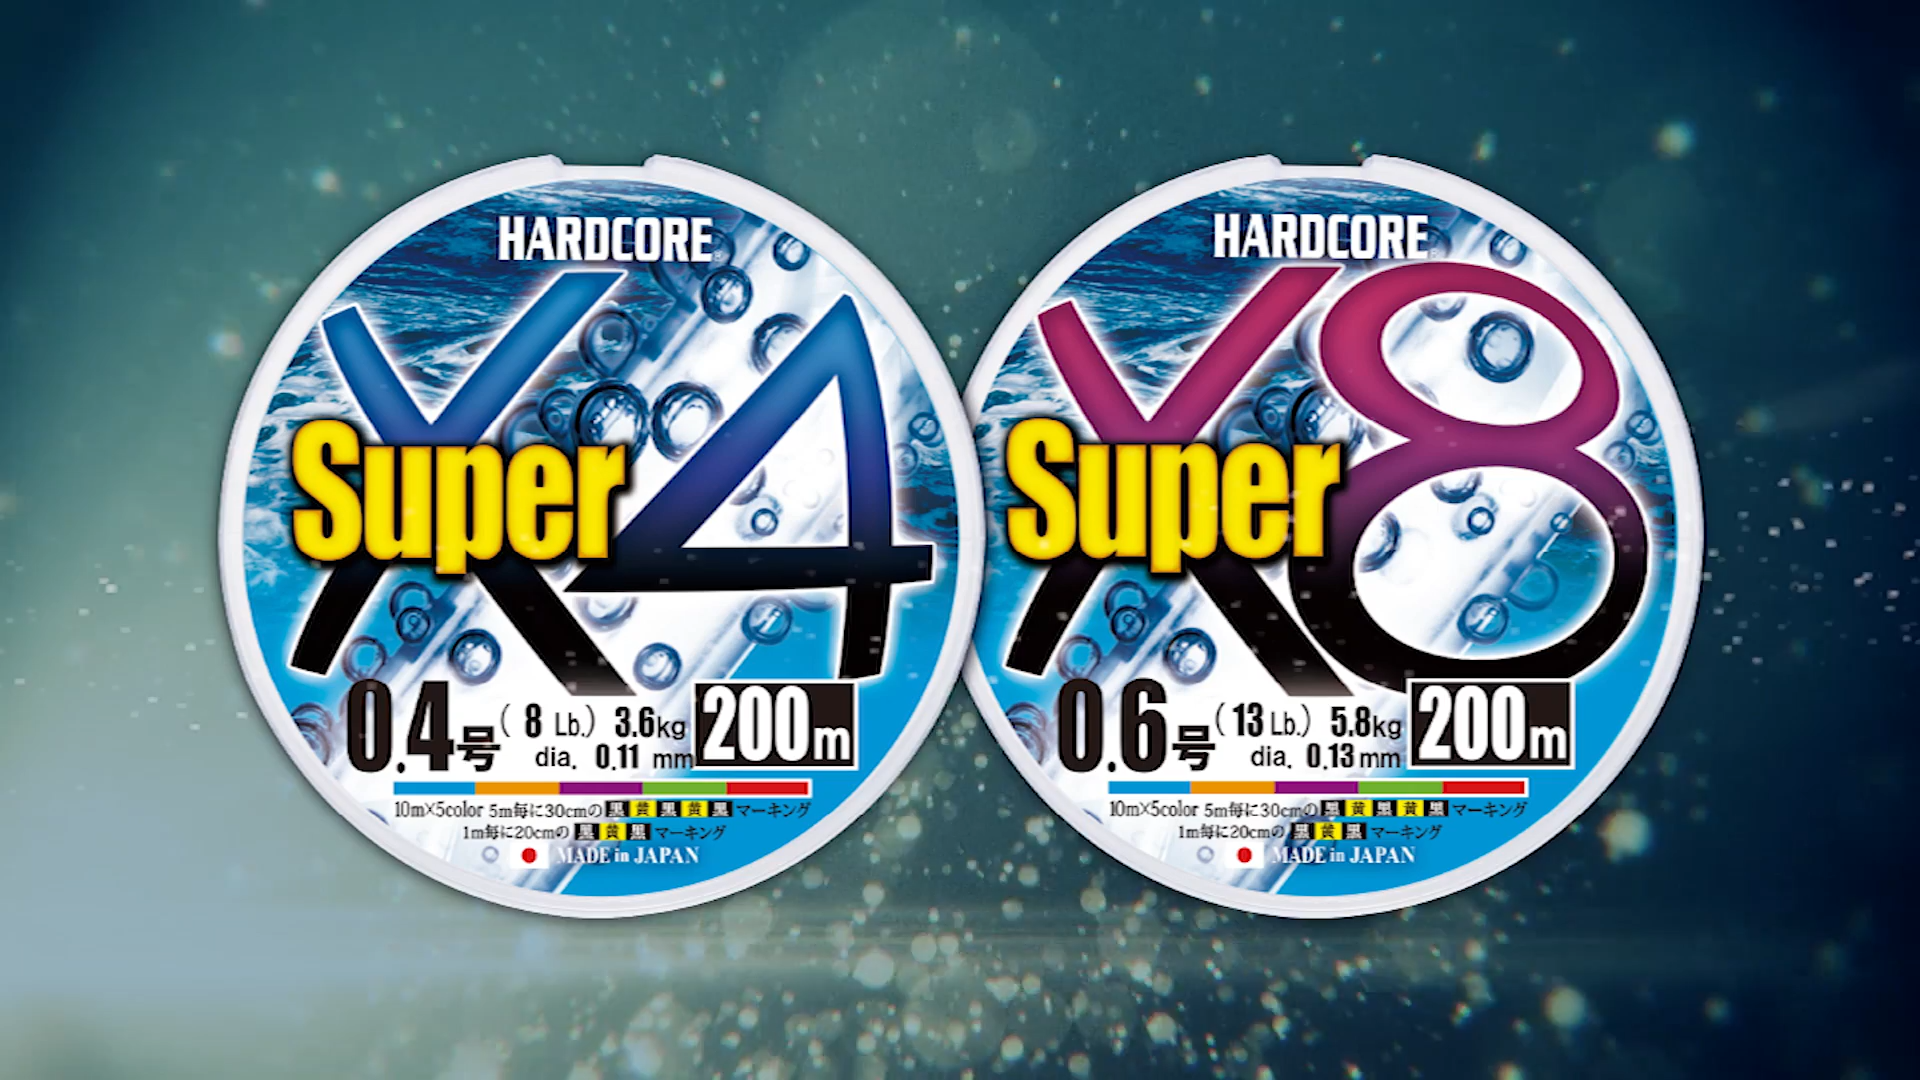 HARDCORE®
Super X4
0.4号 (8 Lb.) 3.6kg
dia. 0.11 mm
200m
10m×5color 5m毎に30cmの黒黄黒黄黒マーキング
1m毎に20cmの黒黄黒マーキング
MADE in JAPAN
HARDCORE®
Super X8
0.6号 (13 Lb.) 5.8kg
dia. 0.13mm
200m
10m×5color 5m毎に30cmの黒黄黒黄黒マーキング
1m毎に20cmの黒黄黒マーキング
MADE in JAPAN